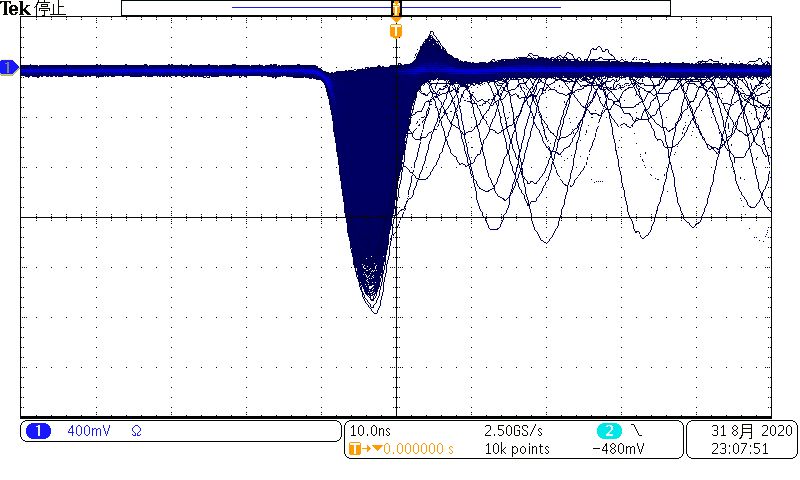 Tek 停止
T
T
1
1 400mV Ω
10.0ns 2.50GS/s 2
T→▼0.000000 s 10k points -480mV
31 8月 2020
23:07:51